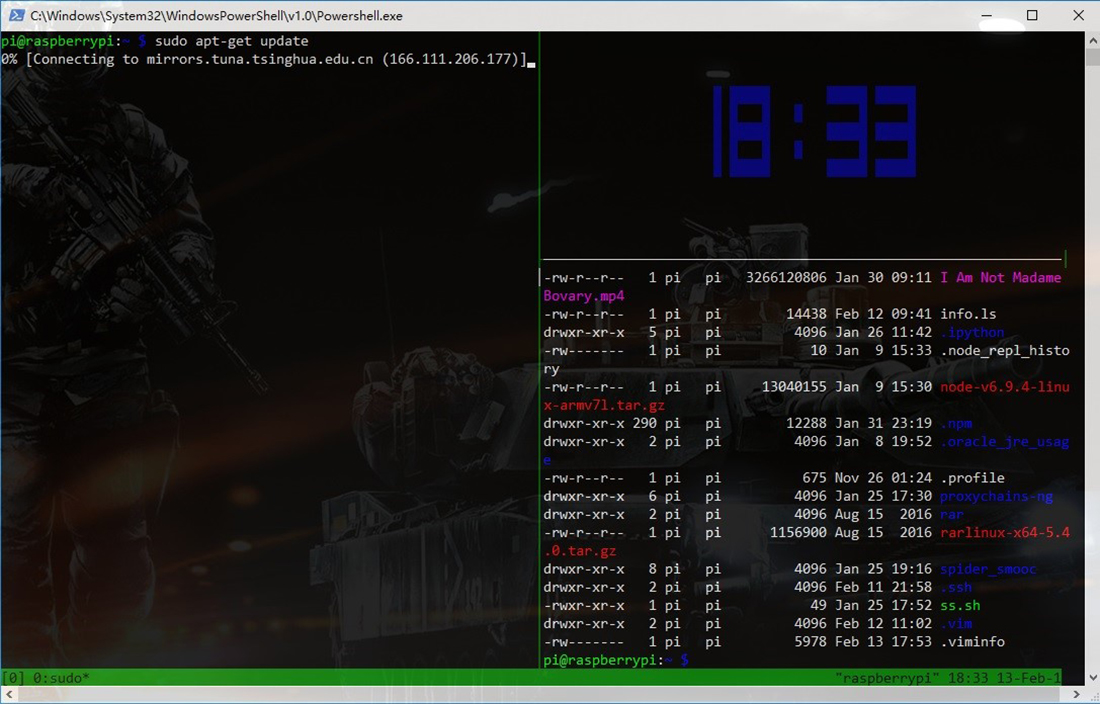 C:\Windows\System32\WindowsPowerShell\v1.0\Powershell.exe
pi@raspberrypi:~ $ sudo apt-get update
0% [Connecting to mirrors.tuna.tsinghua.edu.cn (166.111.206.177)]
18:33
-rw-r--r--   1 pi   pi   3266120806 Jan 30 09:11 I Am Not Madame
Bovary.mp4
-rw-r--r--   1 pi   pi        14438 Feb 12 09:41 info.ls
drwxr-xr-x   5 pi   pi         4096 Jan 26 11:42 .ipython
-rw-------   1 pi   pi           10 Jan  9 15:33 .node_repl_histo
ry
-rw-r--r--   1 pi   pi     13040155 Jan  9 15:30 node-v6.9.4-linu
x-armv7l.tar.gz
drwxr-xr-x 290 pi   pi        12288 Jan 31 23:19 .npm
drwxr-xr-x   2 pi   pi         4096 Jan  8 19:52 .oracle_jre_usag
e
-rw-r--r--   1 pi   pi          675 Nov 26 01:24 .profile
drwxr-xr-x   6 pi   pi         4096 Jan 25 17:30 proxychains-ng
drwxr-xr-x   2 pi   pi         4096 Aug 15  2016 rar
-rw-r--r--   1 pi   pi      1156900 Aug 15  2016 rarlinux-x64-5.4
.0.tar.gz
drwxr-xr-x   8 pi   pi         4096 Jan 25 19:16 spider_smooc
drwxr-xr-x   2 pi   pi         4096 Feb 11 21:58 .ssh
-rwxr-xr-x   1 pi   pi           49 Jan 25 17:52 ss.sh
drwxr-xr-x   2 pi   pi         4096 Feb 12 11:02 .vim
-rw-------   1 pi   pi         5978 Feb 13 17:53 .viminfo
pi@raspberrypi:~ $
[0] 0:sudo* "raspberrypi" 18:33 13-Feb-1